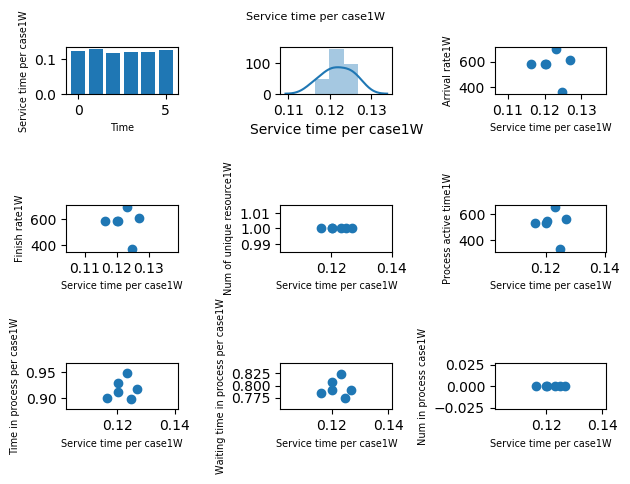 Service time per case1W
Service time per case1W
0.1
0.0
0
5
Time
100
0
0.11
0.12
0.13
Service time per case1W
Arrival rate1W
600
400
0.11
0.12
0.13
Service time per case1W
Finish rate1W
600
400
0.11
0.12
0.13
Service time per case1W
Num of unique resource1W
1.01
1.00
0.99
0.12
0.14
Service time per case1W
Process active time1W
600
400
0.12
0.14
Service time per case1W
Time in process per case1W
0.95
0.90
0.12
0.14
Service time per case1W
Waiting time in process per case1W
0.825
0.800
0.775
0.12
0.14
Service time per case1W
Num in process case1W
0.025
0.000
−0.025
0.12
0.14
Service time per case1W